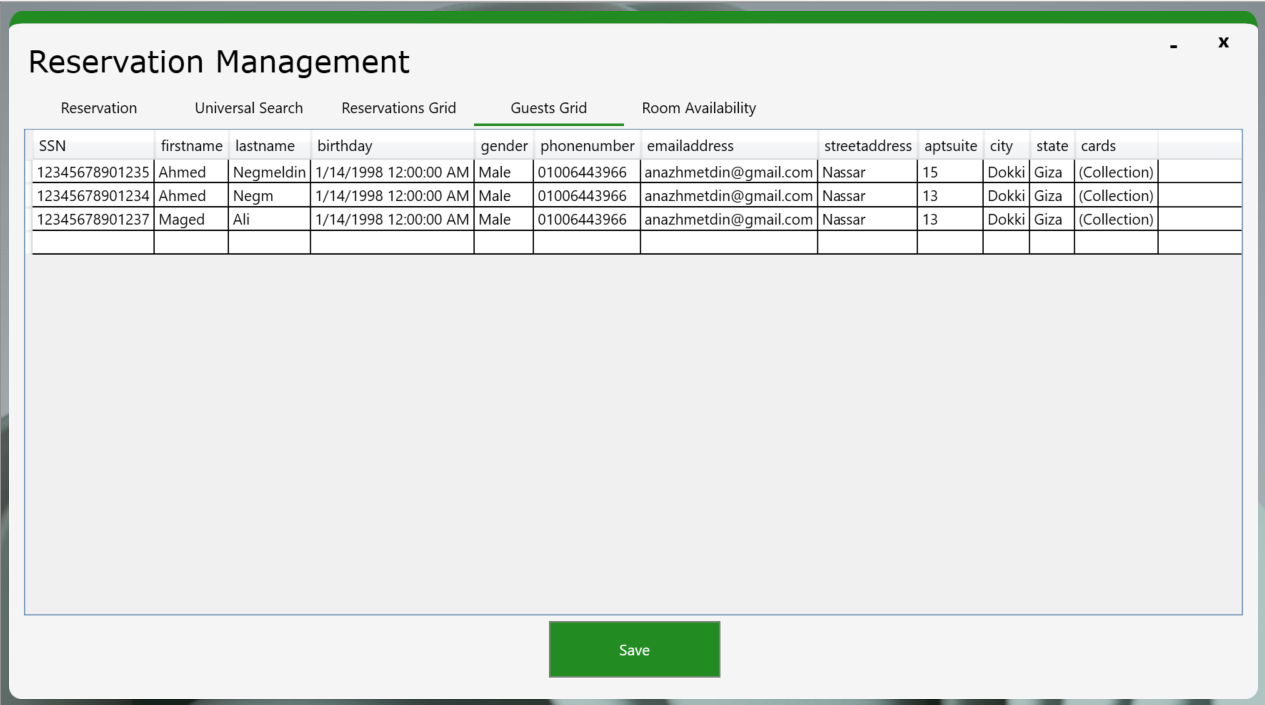 - x
Reservation Management
Reservation Universal Search Reservations Grid Guests Grid Room Availability
SSN firstname lastname birthday gender phonenumber emailaddress streetaddress aptsuite city state cards
12345678901235 Ahmed Negmeldin 1/14/1998 12:00:00 AM Male 01006443966 anazhmetdin@gmail.com Nassar 15 Dokki Giza (Collection)
12345678901234 Ahmed Negm 1/14/1998 12:00:00 AM Male 01006443966 anazhmetdin@gmail.com Nassar 13 Dokki Giza (Collection)
12345678901237 Maged Ali 1/14/1998 12:00:00 AM Male 01006443966 anazhmetdin@gmail.com Nassar 13 Dokki Giza (Collection)
Save